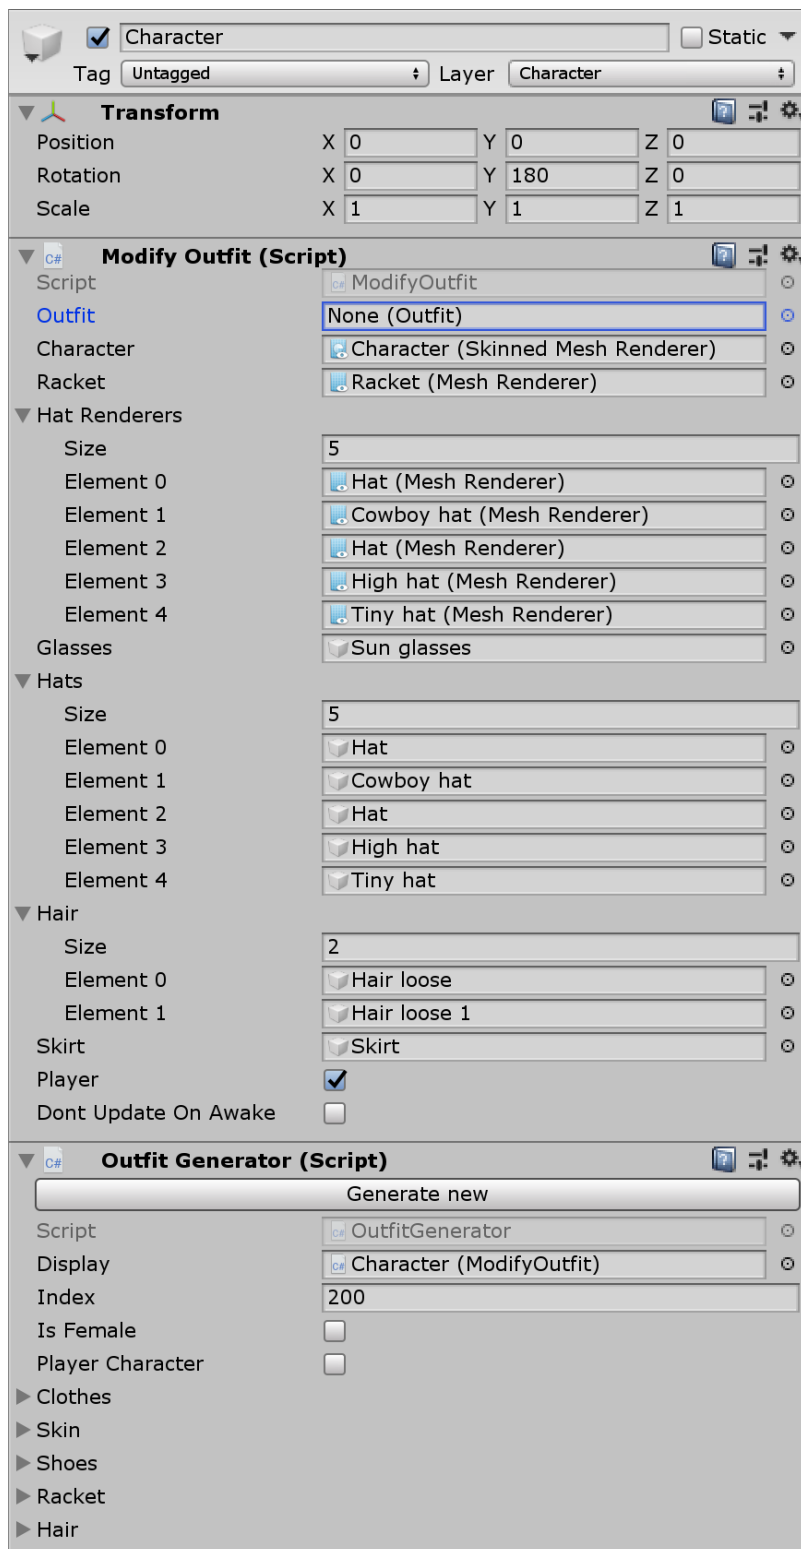 Character Static
Tag Untagged Layer Character
Transform
Position X 0 Y 0 Z 0
Rotation X 0 Y 180 Z 0
Scale X 1 Y 1 Z 1
C# Modify Outfit (Script)
Script C# ModifyOutfit
Outfit None (Outfit)
Character Character (Skinned Mesh Renderer)
Racket Racket (Mesh Renderer)
Hat Renderers
Size 5
Element 0 Hat (Mesh Renderer)
Element 1 Cowboy hat (Mesh Renderer)
Element 2 Hat (Mesh Renderer)
Element 3 High hat (Mesh Renderer)
Element 4 Tiny hat (Mesh Renderer)
Glasses Sun glasses
Hats
Size 5
Element 0 Hat
Element 1 Cowboy hat
Element 2 Hat
Element 3 High hat
Element 4 Tiny hat
Hair
Size 2
Element 0 Hair loose
Element 1 Hair loose 1
Skirt Skirt
Player
Dont Update On Awake
C# Outfit Generator (Script)
Generate new
Script C# OutfitGenerator
Display C# Character (ModifyOutfit)
Index 200
Is Female
Player Character
Clothes
Skin
Shoes
Racket
Hair